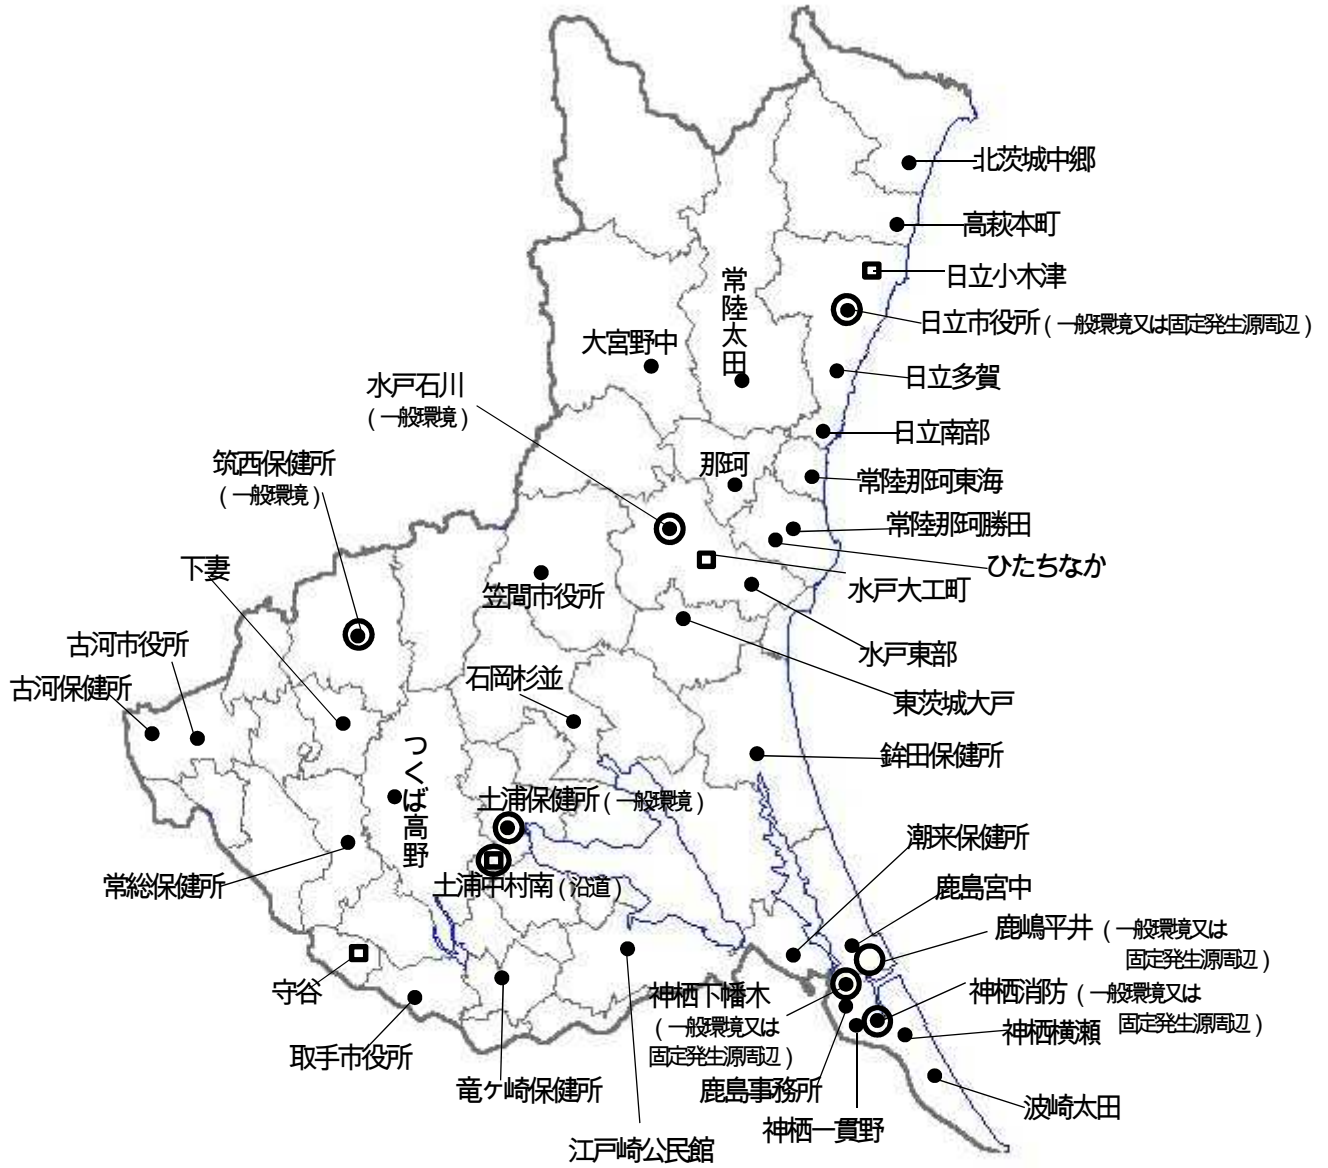 北茨城中郷
高萩本町
日立小木津
日立市役所(一般環境又は固定発生源周辺)
常陸太田
大宮野中
日立多賀
水戸石川
(一般環境)
日立南部
筑西保健所
(一般環境)
那珂
常陸那珂東海
常陸那珂勝田
ひたちなか
下妻
笠間市役所
水戸大工町
古河市役所
水戸東部
古河保健所
石岡杉並
東茨城大戸
つくば高野
鉾田保健所
土浦保健所(一般環境)
潮来保健所
常総保健所
土浦中村南(沿道)
鹿島宮中
鹿嶋平井(一般環境又は
固定発生源周辺)
守谷
神栖下幡木
(一般環境又は
固定発生源周辺)
神栖消防(一般環境又は
固定発生源周辺)
神栖横瀬
取手市役所
竜ケ崎保健所
鹿島事務所
波崎太田
神栖一貫野
江戸崎公民館